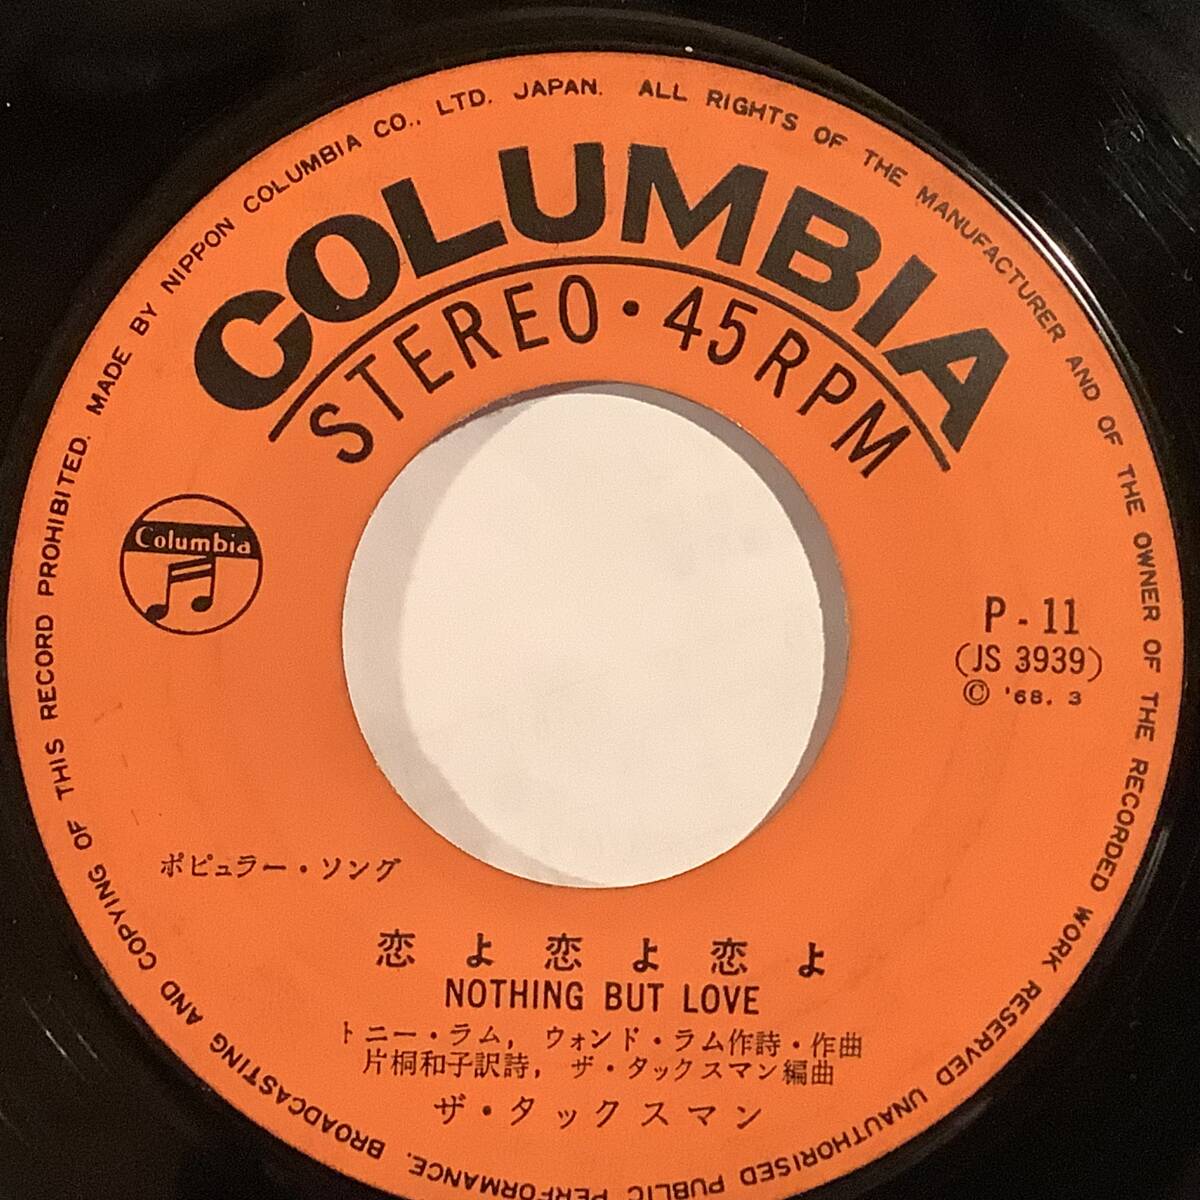 MADE BY NIPPON COLUMBIA CO., LTD. JAPAN. ALL RIGHTS OF THE MANUFACTURER AND OF THE OWNER OF THE RECORDED WORK RESERVED UNAUTHORISED PUBLIC PERFORMANCE. BROADCASTING AND COPYING OF THIS RECORD PROHIBITED.
COLUMBIA
STEREO・45RPM
Columbia
P-11
(JS 3939)
© '68. 3
ポピュラー・ソング
恋よ恋よ恋よ
NOTHING BUT LOVE
トニー・ラム, ウォンド・ラム作詩・作曲
片桐和子訳詩, ザ・タックスマン編曲
ザ・タックスマン